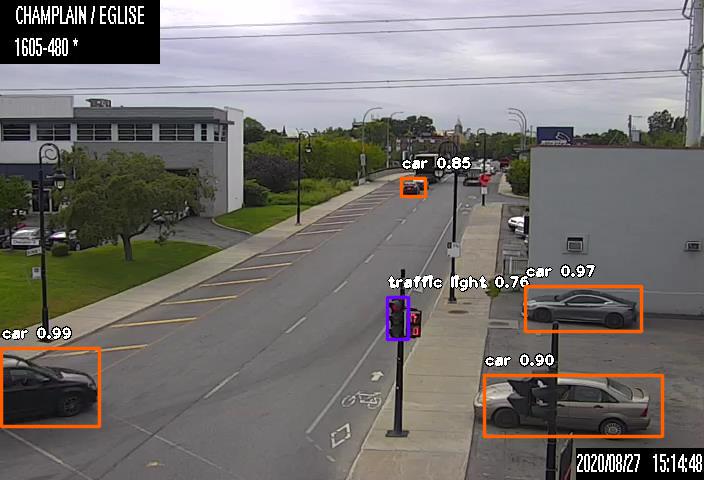 CHAMPLAIN / EGLISE
1605-480 *
car 0.85
car 0.97
traffic light 0.76
car 0.99
car 0.90
2020/08/27 15:14:48